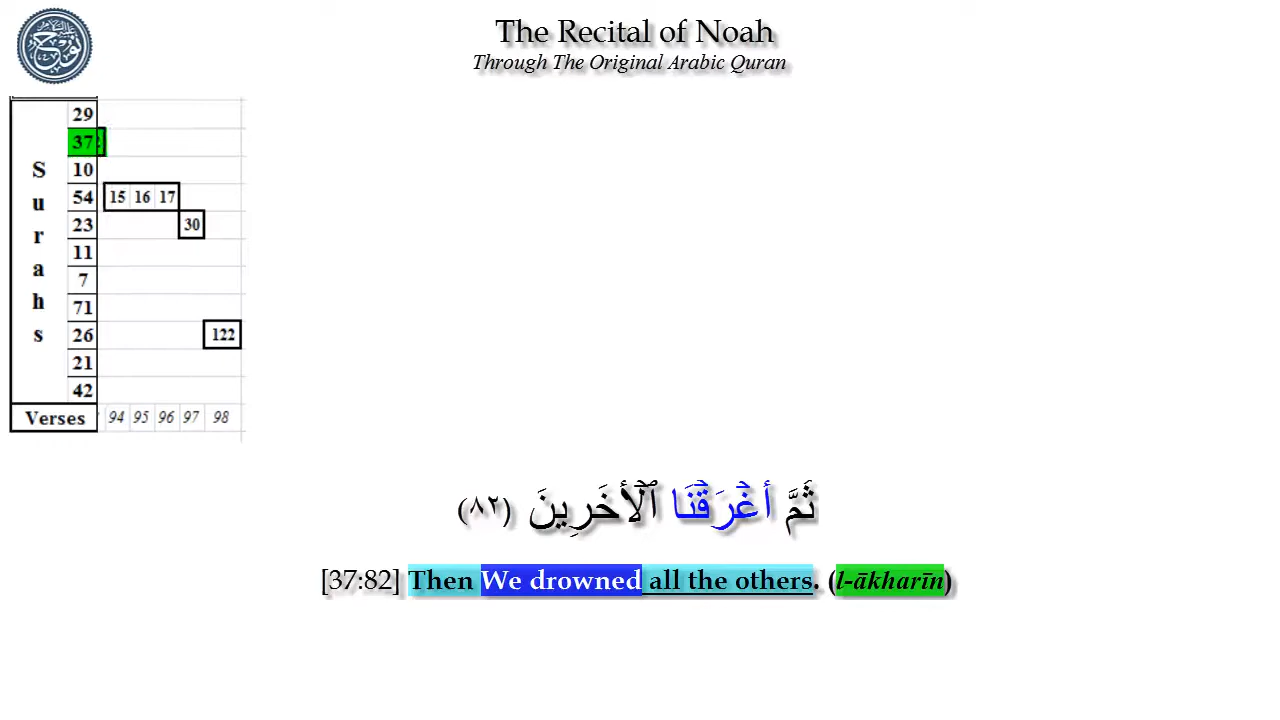 نوح
The Recital of Noah
Through The Original Arabic Quran
Surahs
29
37
10
54 15 16 17
23 30
11
7
71
26 122
21
42
Verses 94 95 96 97 98
ثُمَّ أَغۡرَقۡنَا ٱلۡأَخَرِينَ (٨٢)
[37:82] Then We drowned all the others. (l-ākharīn)